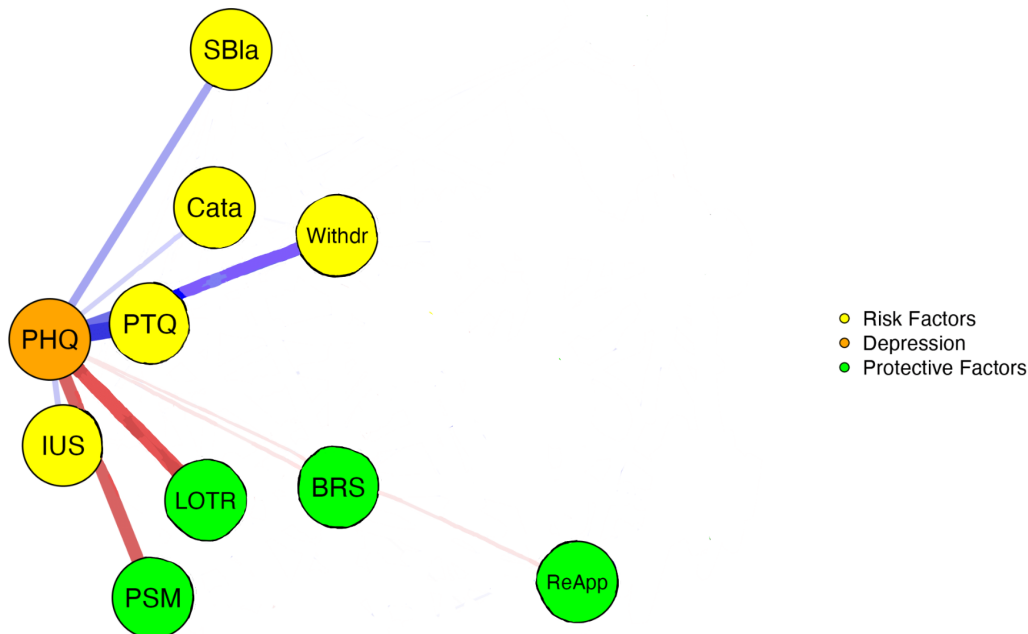 SBla
Cata
Withdr
PTQ
PHQ
IUS
LOTR
BRS
PSM
ReApp
Risk Factors
Depression
Protective Factors